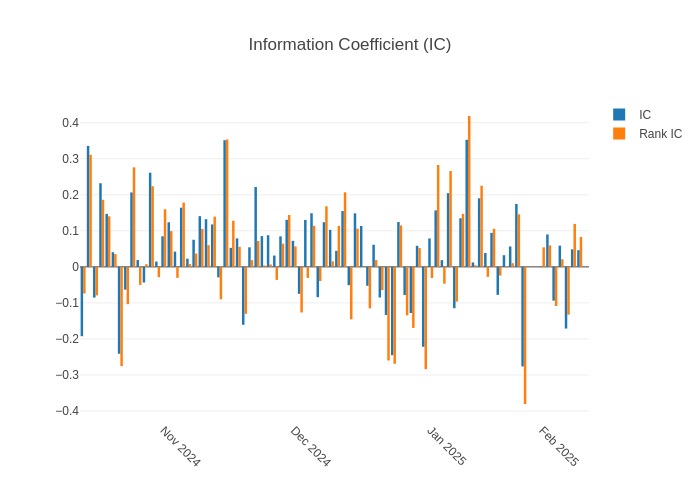 Information Coefficient (IC)
IC
Rank IC
0.4
0.3
0.2
0.1
0
−0.1
−0.2
−0.3
−0.4
Nov 2024
Dec 2024
Jan 2025
Feb 2025